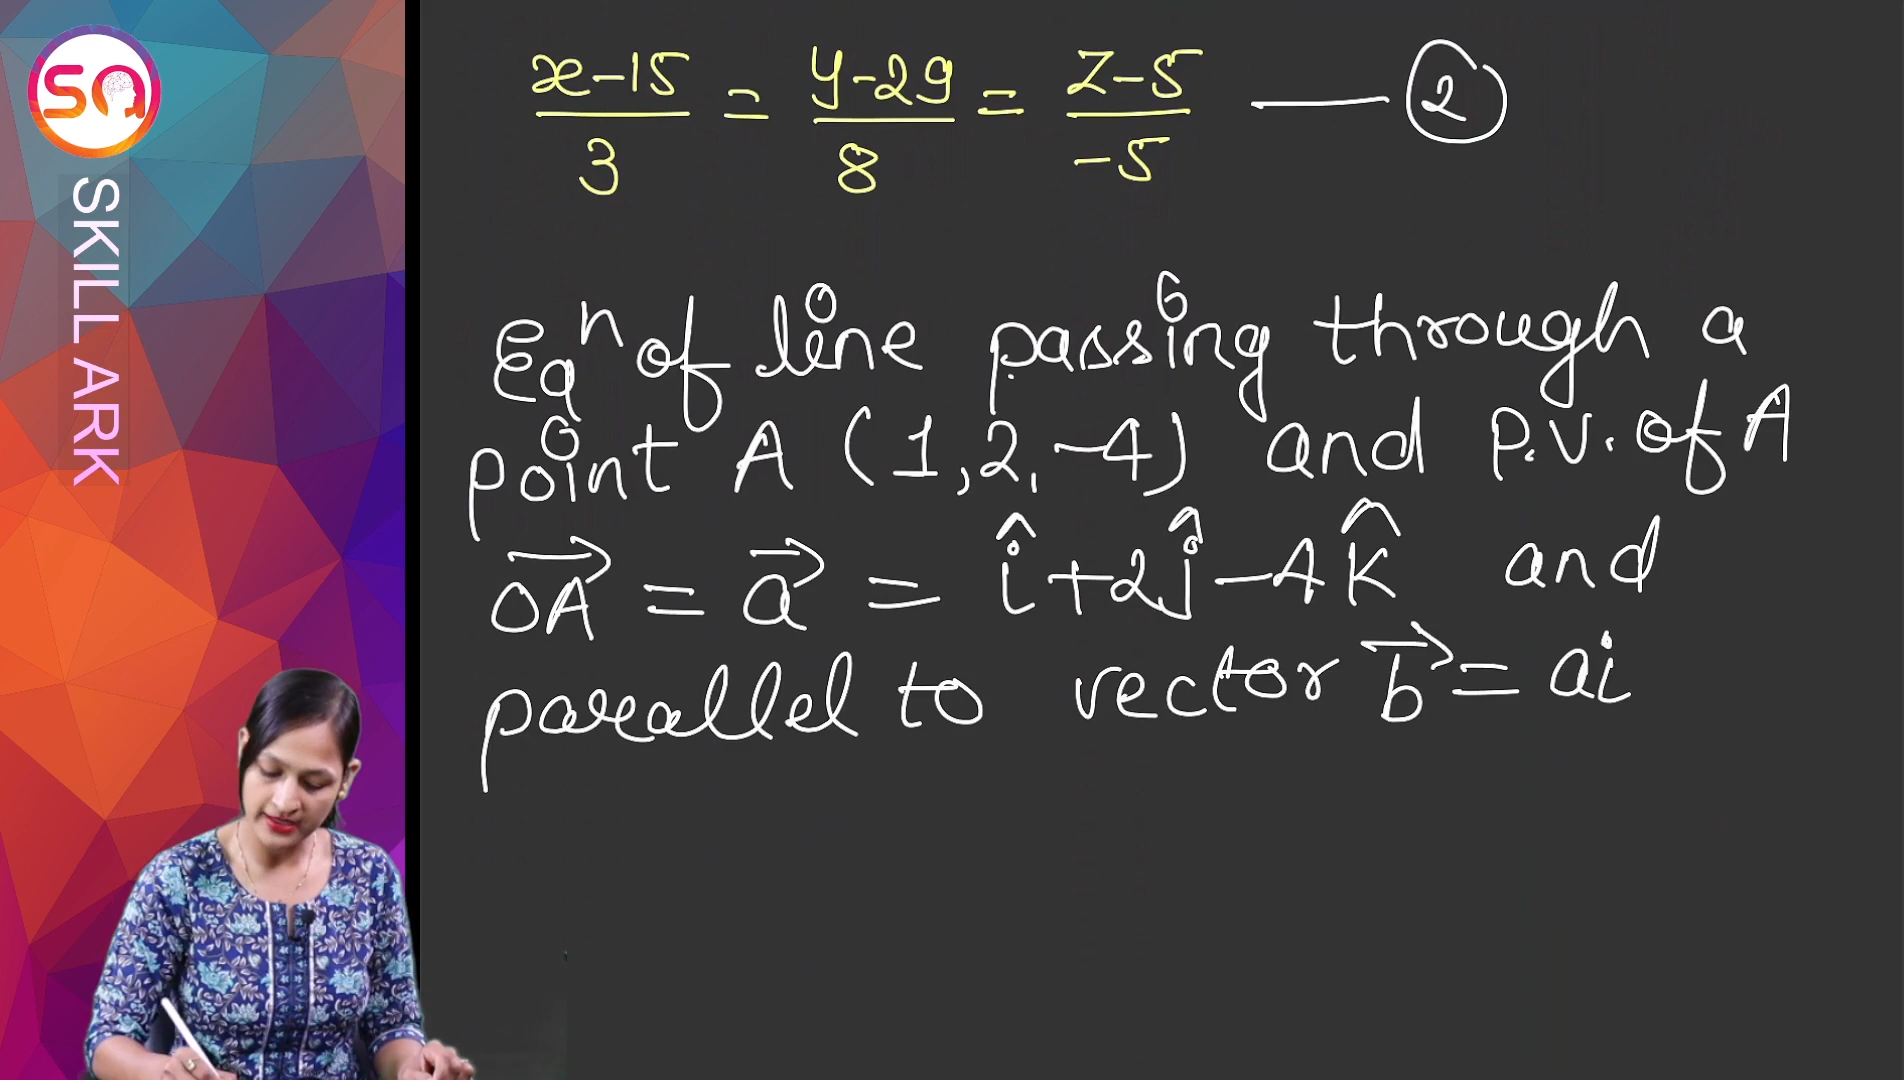 SQ
SKILL ARK
x-15/3 = y-29/8 = z-5/-5 —— 2
Eqⁿ of line passing through a
point A (1,2,-4) and P.V. of A
→OA = →a = î+2ĵ-4k̂ and
parallel to vector →b = ai